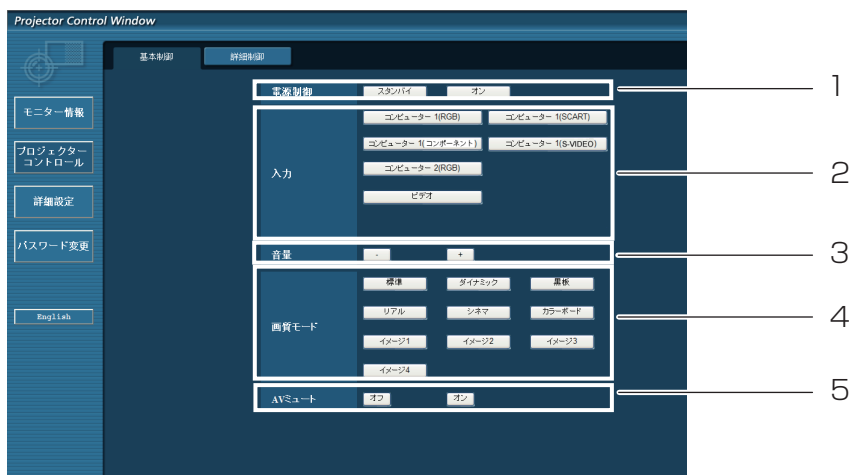 Projector Control Window
基本制御 詳細制御
モニター情報
プロジェクター
コントロール
詳細設定
パスワード変更
English
電源制御 スタンバイ オン 1
入力 2
コンピューター 1(RGB) コンピューター 1(SCART)
コンピューター 1(コンポーネント) コンピューター 1(S-VIDEO)
コンピューター 2(RGB)
ビデオ
音量 - + 3
画質モード 4
標準 ダイナミック 黒板
リアル シネマ カラーボード
イメージ1 イメージ2 イメージ3
イメージ4
AVミュート オフ オン 5